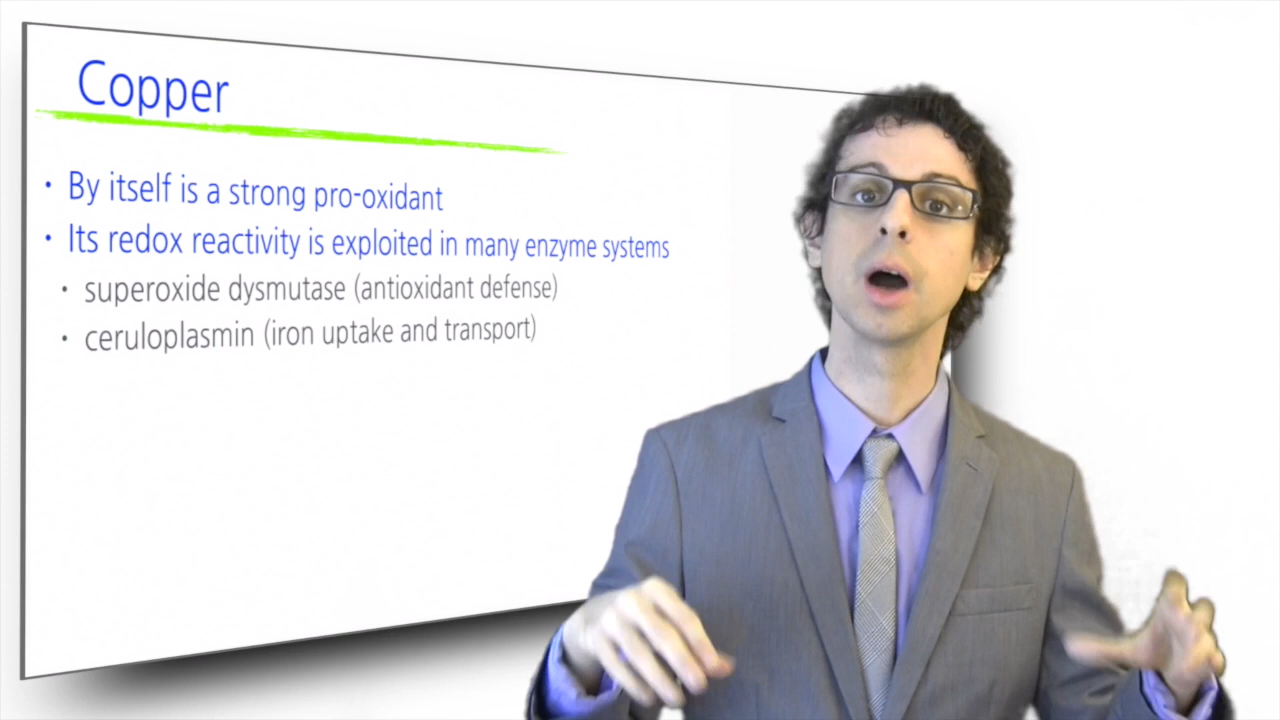 Copper
• By itself is a strong pro-oxidant
• Its redox reactivity is exploited in many enzyme systems
• superoxide dysmutase (antioxidant defense)
• ceruloplasmin (iron uptake and transport)